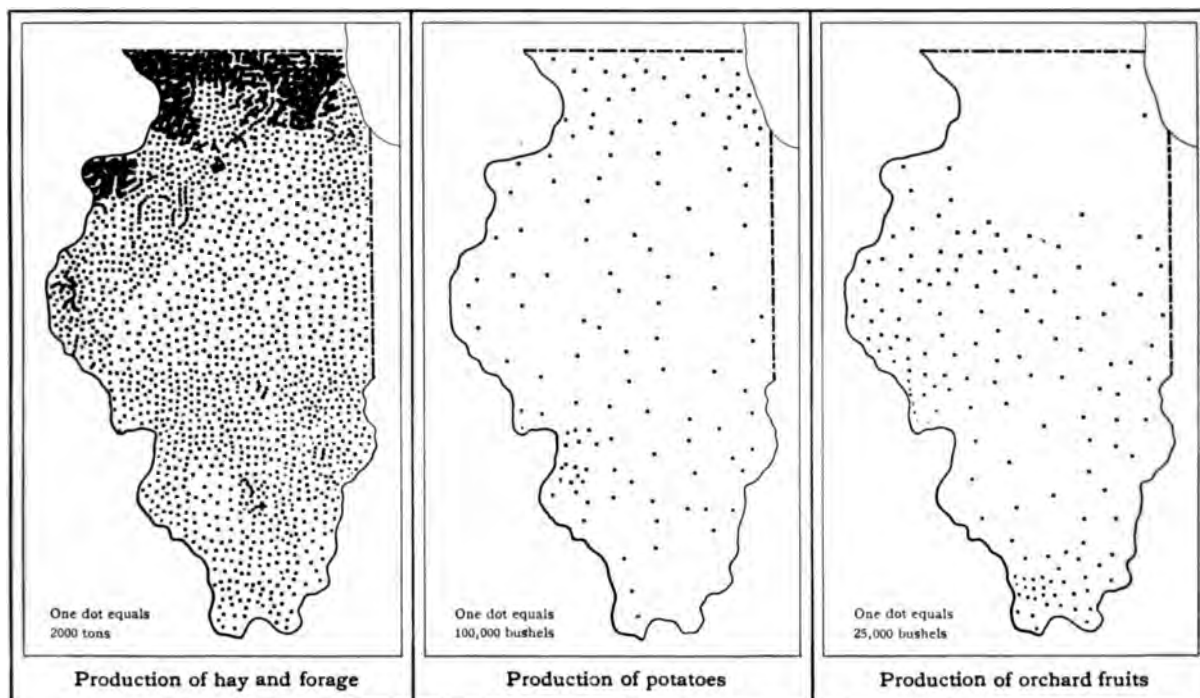 One dot equals
2000 tons
Production of hay and forage
One dot equals
100,000 bushels
Production of potatoes
One dot equals
25,000 bushels
Production of orchard fruits